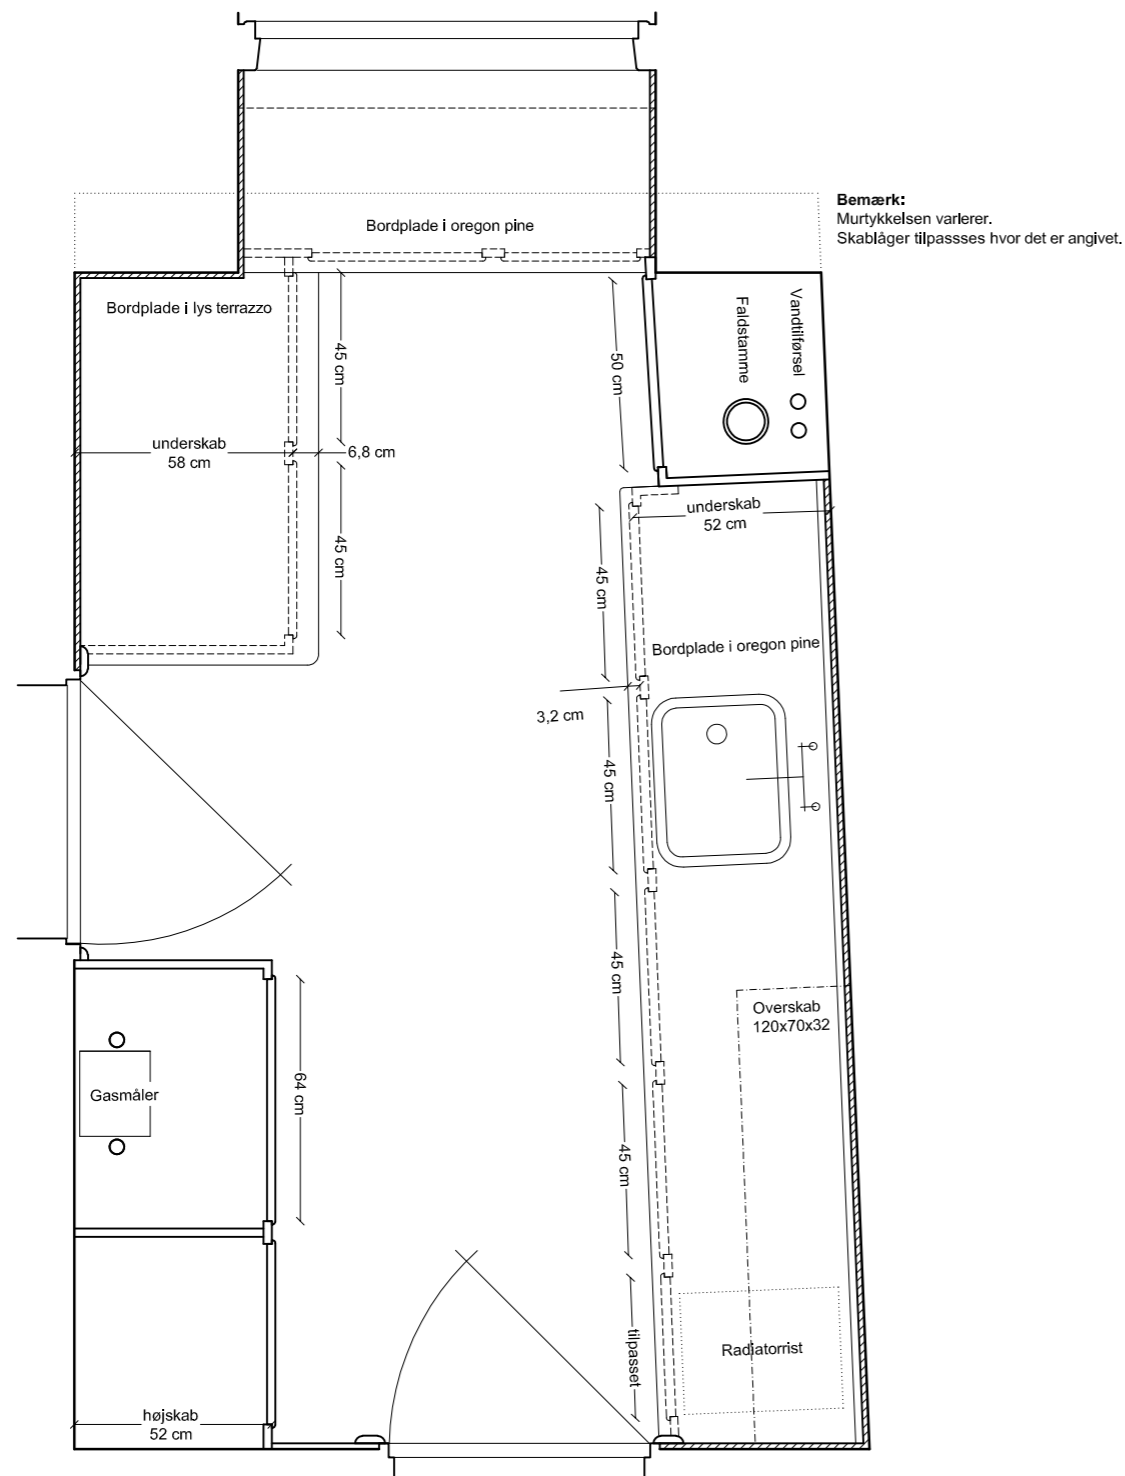 Bemærk:
Murtykkelsen varierer.
Skablåger tilpassses hvor det er angivet.
Bordplade i oregon pine
Bordplade i lys terrazzo
45 cm
50 cm
Faldstamme
Vandtilførsel
underskab
58 cm
6,8 cm
underskab
52 cm
45 cm
45 cm
Bordplade i oregon pine
3,2 cm
45 cm
45 cm
Overskab
120x70x32
Gasmåler
64 cm
45 cm
tilpasset
Radiatorrist
højskab
52 cm